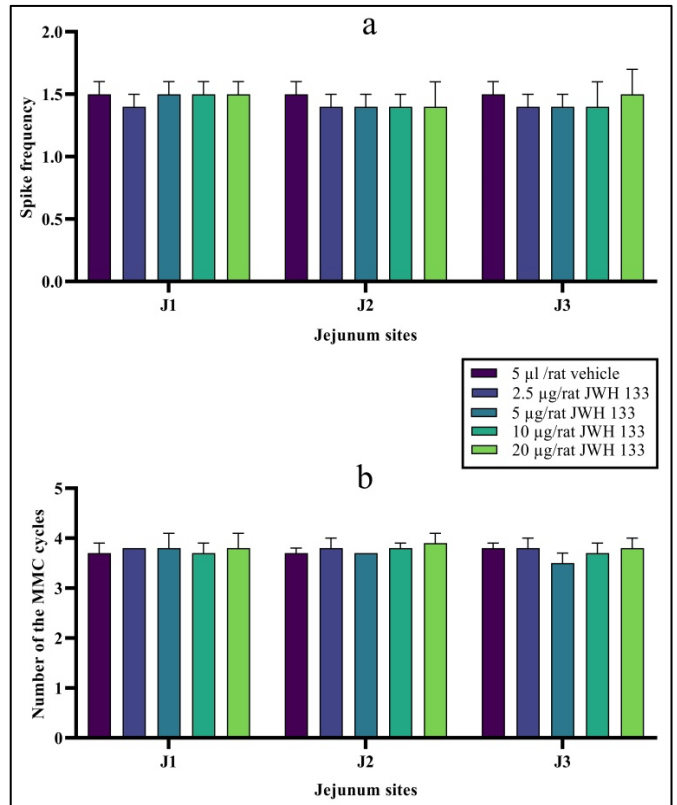 a
2.0
1.5
1.0
0.5
0.0
Spike frequency
J1 J2 J3
Jejunum sites
5 µl /rat vehicle
2.5 µg/rat JWH 133
5 µg/rat JWH 133
10 µg/rat JWH 133
20 µg/rat JWH 133
b
5
4
3
2
1
0
Number of the MMC cycles
J1 J2 J3
Jejunum sites